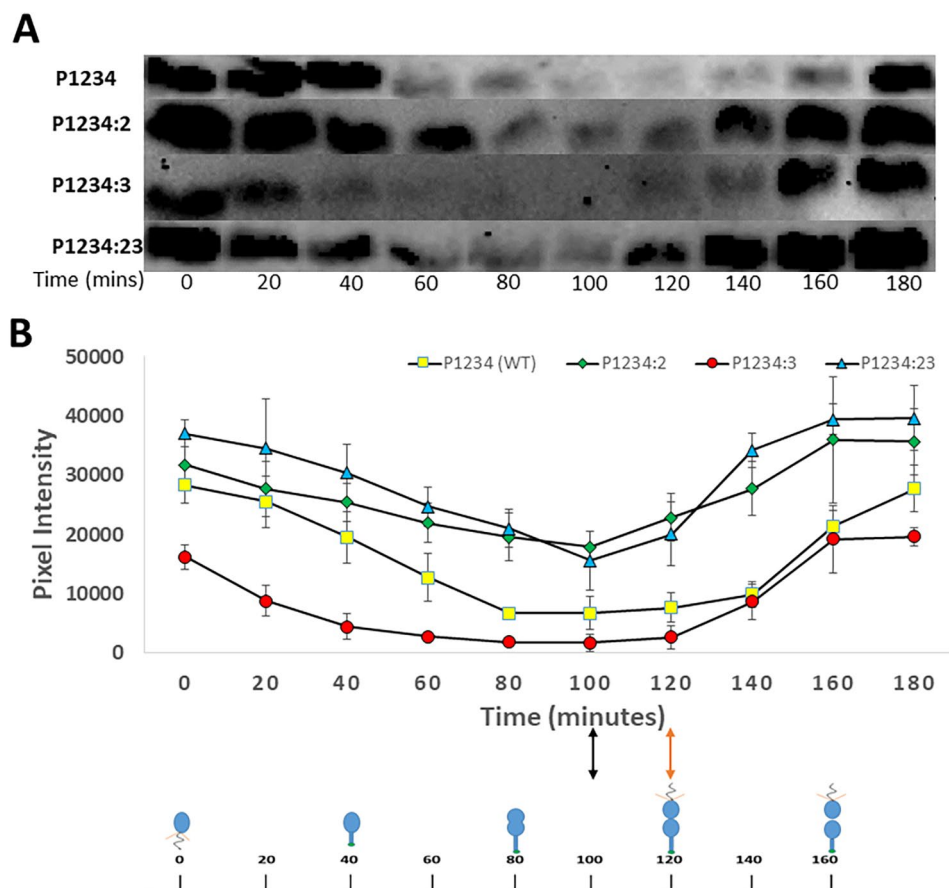 A
P1234
P1234:2
P1234:3
P1234:23
Time (mins) 0 20 40 60 80 100 120 140 160 180
B
P1234 (WT) P1234:2 P1234:3 P1234:23
50000
40000
30000
20000
10000
0
Pixel Intensity
0 20 40 60 80 100 120 140 160 180
Time (minutes)
0 20 40 60 80 100 120 140 160